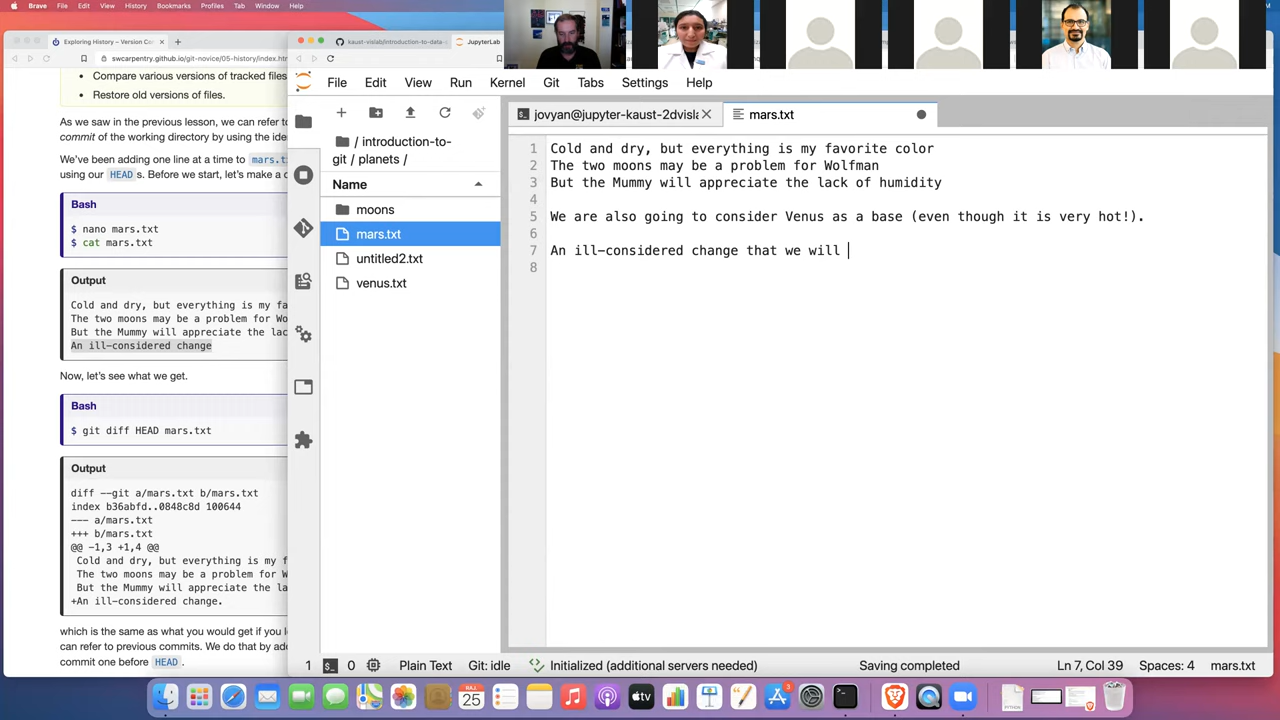 Brave File Edit View History Bookmarks Profiles Tab Window Help
Exploring History – Version Can
swcarpentry.github.io/git-novice/05-history/index.ht
Compare various versions of tracked files
Restore old versions of files.
As we saw in the previous lesson, we can refer to
commit of the working directory by using the ide
We've been adding one line at a time to mars.t
using our HEAD s. Before we start, let's make a c
Bash
$ nano mars.txt
$ cat mars.txt
Output
Cold and dry, but everything is my fa
The two moons may be a problem for Wo
But the Mummy will appreciate the lac
An ill-considered change
Now, let's see what we get.
Bash
$ git diff HEAD mars.txt
Output
diff --git a/mars.txt b/mars.txt
index b36abfd..0848c8d 100644
--- a/mars.txt
+++ b/mars.txt
@@ -1,3 +1,4 @@
Cold and dry, but everything is my f
The two moons may be a problem for W
But the Mummy will appreciate the la
+An ill-considered change.
which is the same as what you would get if you l
can refer to previous commits. We do that by ad
commit one before HEAD.
kaust-vislab/introduction-to-data-
JupyterLab
File Edit View Run Kernel Git Tabs Settings Help
/ introduction-to-
git / planets /
Name
moons
mars.txt
untitled2.txt
venus.txt
jovyan@jupyter-kaust-2dvisla
mars.txt
1 Cold and dry, but everything is my favorite color
2 The two moons may be a problem for Wolfman
3 But the Mummy will appreciate the lack of humidity
4
5 We are also going to consider Venus as a base (even though it is very hot!).
6
7 An ill-considered change that we will
8
1 0 Plain Text Git: idle Initialized (additional servers needed) Saving completed Ln 7, Col 39 Spaces: 4 mars.txt
25
tv
3